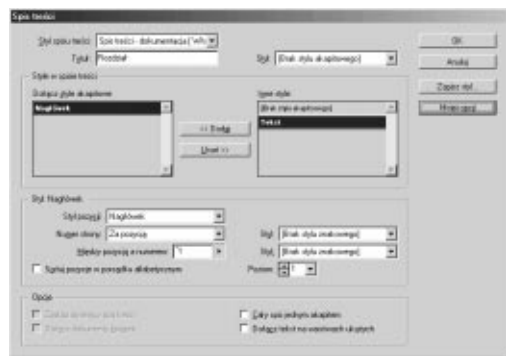 Spis treści
Styl spisu treści: Spis treści - dokumentacja
Tytuł: Rozdział Styl: [Brak stylu akapitowego]
OK
Anuluj
Zapisz styl...
Mniej opcji
Style w spisie treści
Dołącz style akapitowe: Inne style:
Nagłówek [Brak stylu akapitowego]
Tekst
<< Dodaj
Usuń >>
Styl: Nagłówek
Styl pozycji: Nagłówek
Numer strony: Za pozycją Styl: [Brak stylu znakowego]
Między pozycją a numerem: ^t Styl: [Brak stylu znakowego]
Sortuj pozycje w porządku alfabetycznym Poziom: 1
Opcje
Cały spis jednym akapitem
Dołącz tekst na warstwach ukrytych